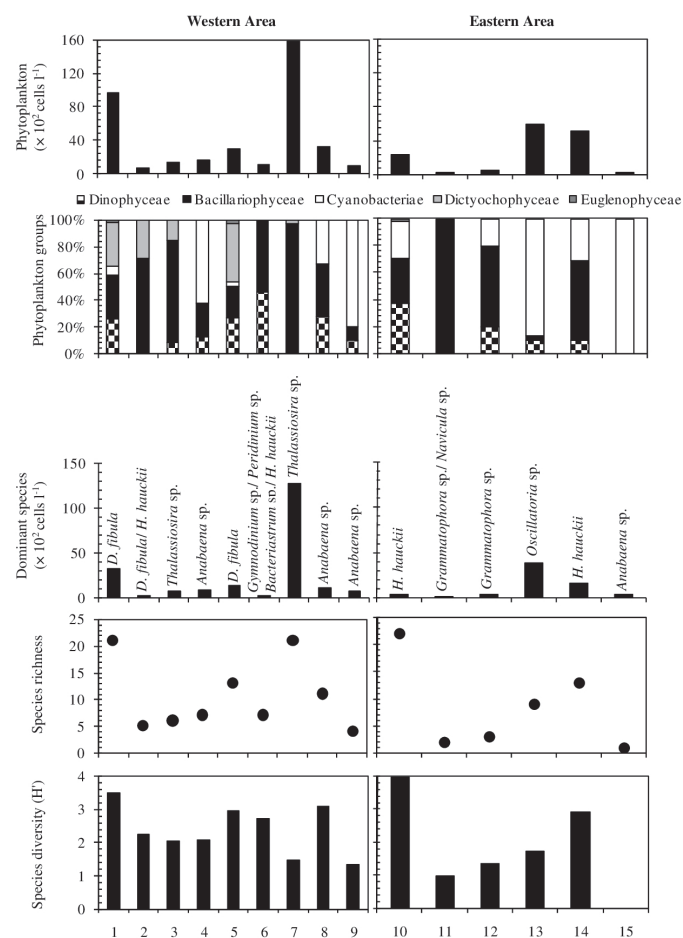 Western Area
Eastern Area
Phytoplankton
(× 10² cells l⁻¹)
160
120
80
40
0
Dinophyceae
Bacillariophyceae
Cyanobacteriae
Dictyochophyceae
Euglenophyceae
Phytoplankton groups
100%
80%
60%
40%
20%
0%
Dominant species
(× 10² cells l⁻¹)
150
100
50
0
D. fibula
D. fibula/ H. hauckii
Thalassiosira sp.
Anabaena sp.
D. fibula
Gymnodinium sp./ Peridinium sp.
Bacteriastrum sp./ H. hauckii
Thalassiosira sp.
Anabaena sp.
Anabaena sp.
H. hauckii
Grammatophora sp./ Navicula sp.
Grammatophora sp.
Oscillatoria sp.
H. hauckii
Anabaena sp.
Species richness
25
20
15
10
5
0
Species diversity (H')
4
3
2
1
0
1 2 3 4 5 6 7 8 9 10 11 12 13 14 15